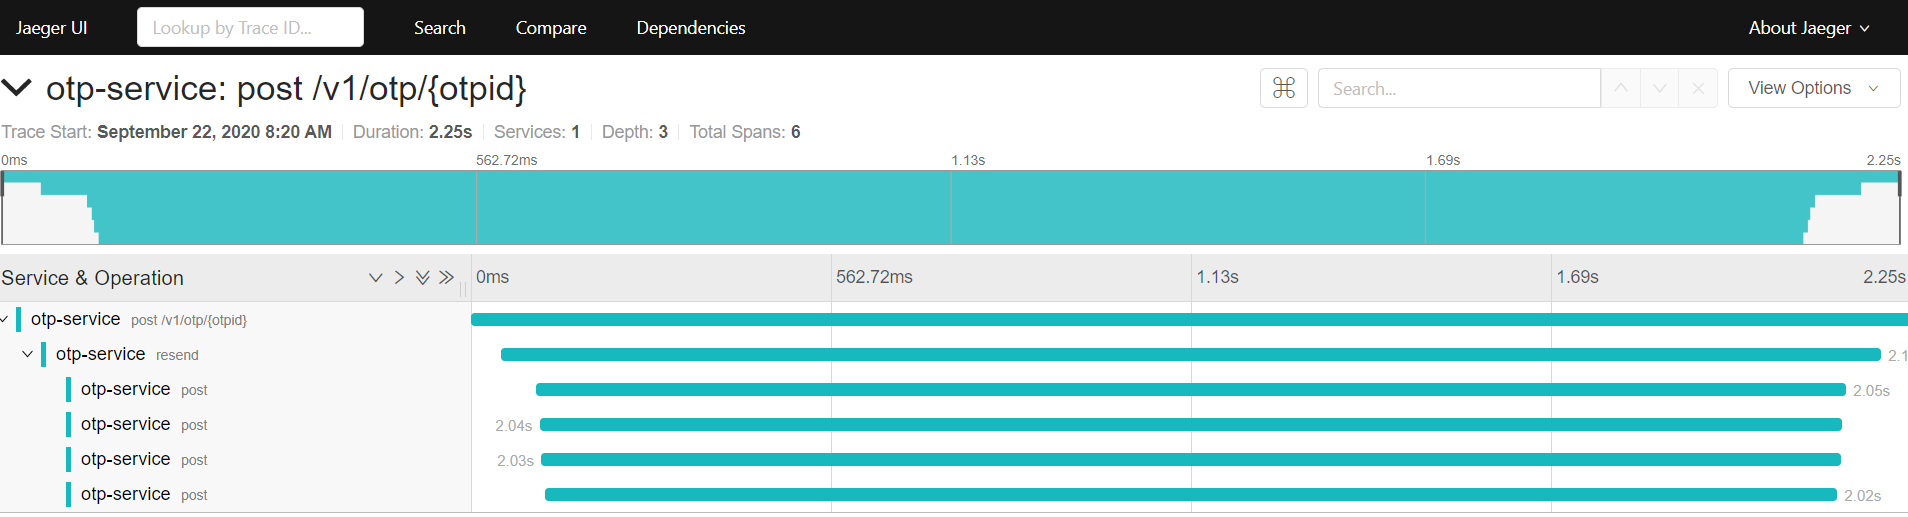 Jaeger UI Lookup by Trace ID... Search Compare Dependencies About Jaeger
otp-service: post /v1/otp/{otpid} ⌘ Search... View Options
Trace Start: September 22, 2020 8:20 AM Duration: 2.25s Services: 1 Depth: 3 Total Spans: 6
0ms 562.72ms 1.13s 1.69s 2.25s
Service & Operation 0ms 562.72ms 1.13s 1.69s 2.25s
otp-service post /v1/otp/{otpid}
otp-service resend 2.1
otp-service post 2.05s
otp-service post 2.04s
otp-service post 2.03s
otp-service post 2.02s